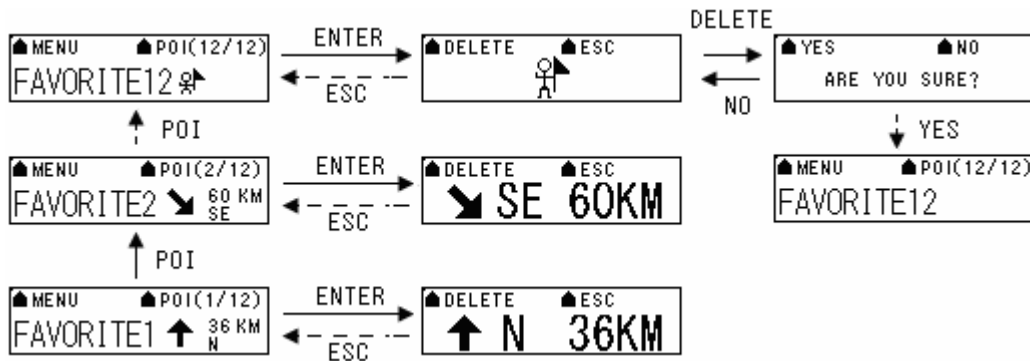 DELETE
MENU POI(12/12)
FAVORITE12
ENTER
ESC
DELETE ESC
NO
YES NO
ARE YOU SURE?
POI
YES
MENU POI(2/12)
FAVORITE2 60 KM
SE
ENTER
ESC
DELETE ESC
SE 60KM
MENU POI(12/12)
FAVORITE12
POI
MENU POI(1/12)
FAVORITE1 36 KM
N
ENTER
ESC
DELETE ESC
N 36KM